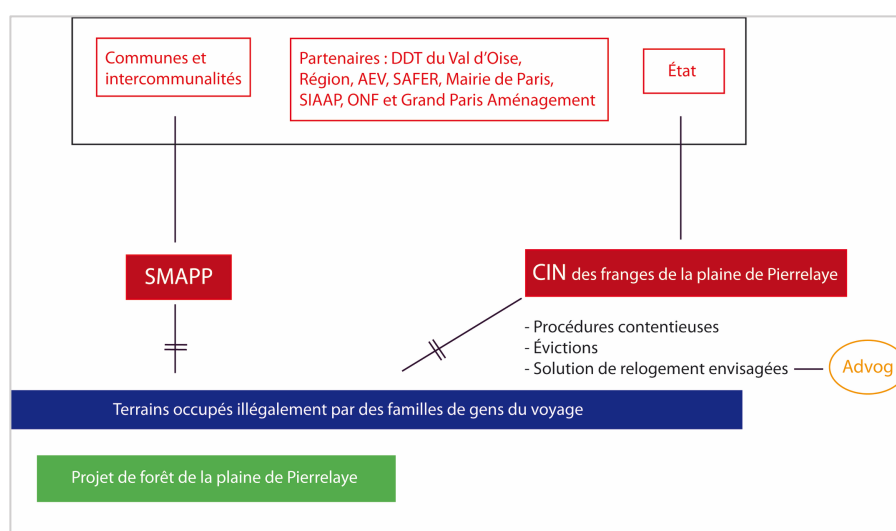 Communes et
intercommunalités
Partenaires : DDT du Val d’Oise,
Région, AEV, SAFER, Mairie de Paris,
SIAAP, ONF et Grand Paris Aménagement
État
SMAPP
CIN des franges de la plaine de Pierrelaye
- Procédures contentieuses
- Évictions
- Solution de relogement envisagées
Advog
Terrains occupés illégalement par des familles de gens du voyage
Projet de forêt de la plaine de Pierrelaye